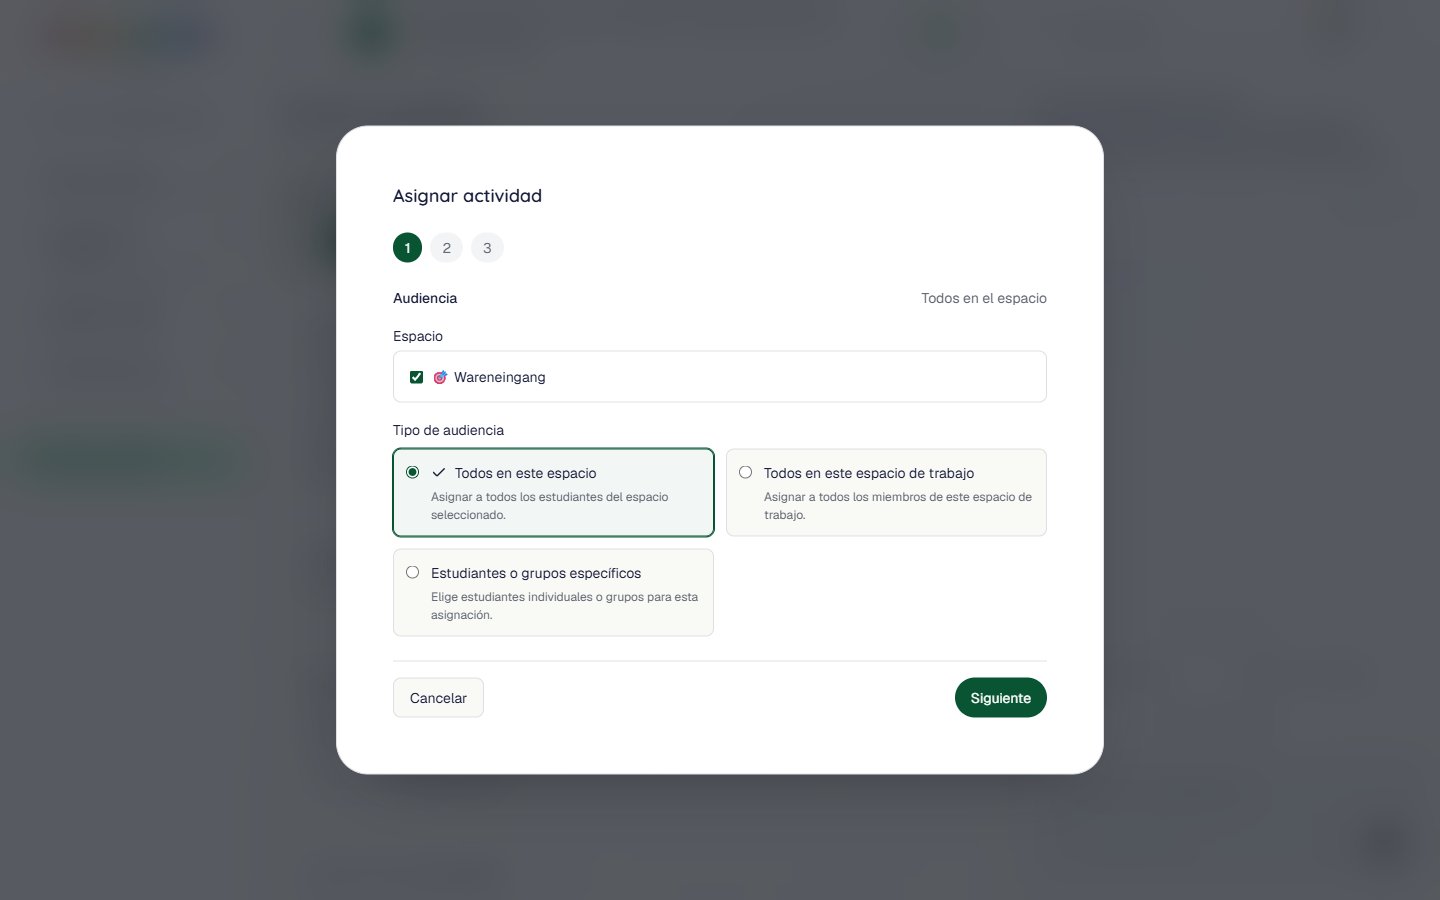 Asignar actividad
1 2 3
Audiencia
Todos en el espacio
Espacio
Wareneingang
Tipo de audiencia
Todos en este espacio
Asignar a todos los estudiantes del espacio
seleccionado.
Todos en este espacio de trabajo
Asignar a todos los miembros de este espacio de
trabajo.
Estudiantes o grupos específicos
Elige estudiantes individuales o grupos para esta
asignación.
Cancelar
Siguiente